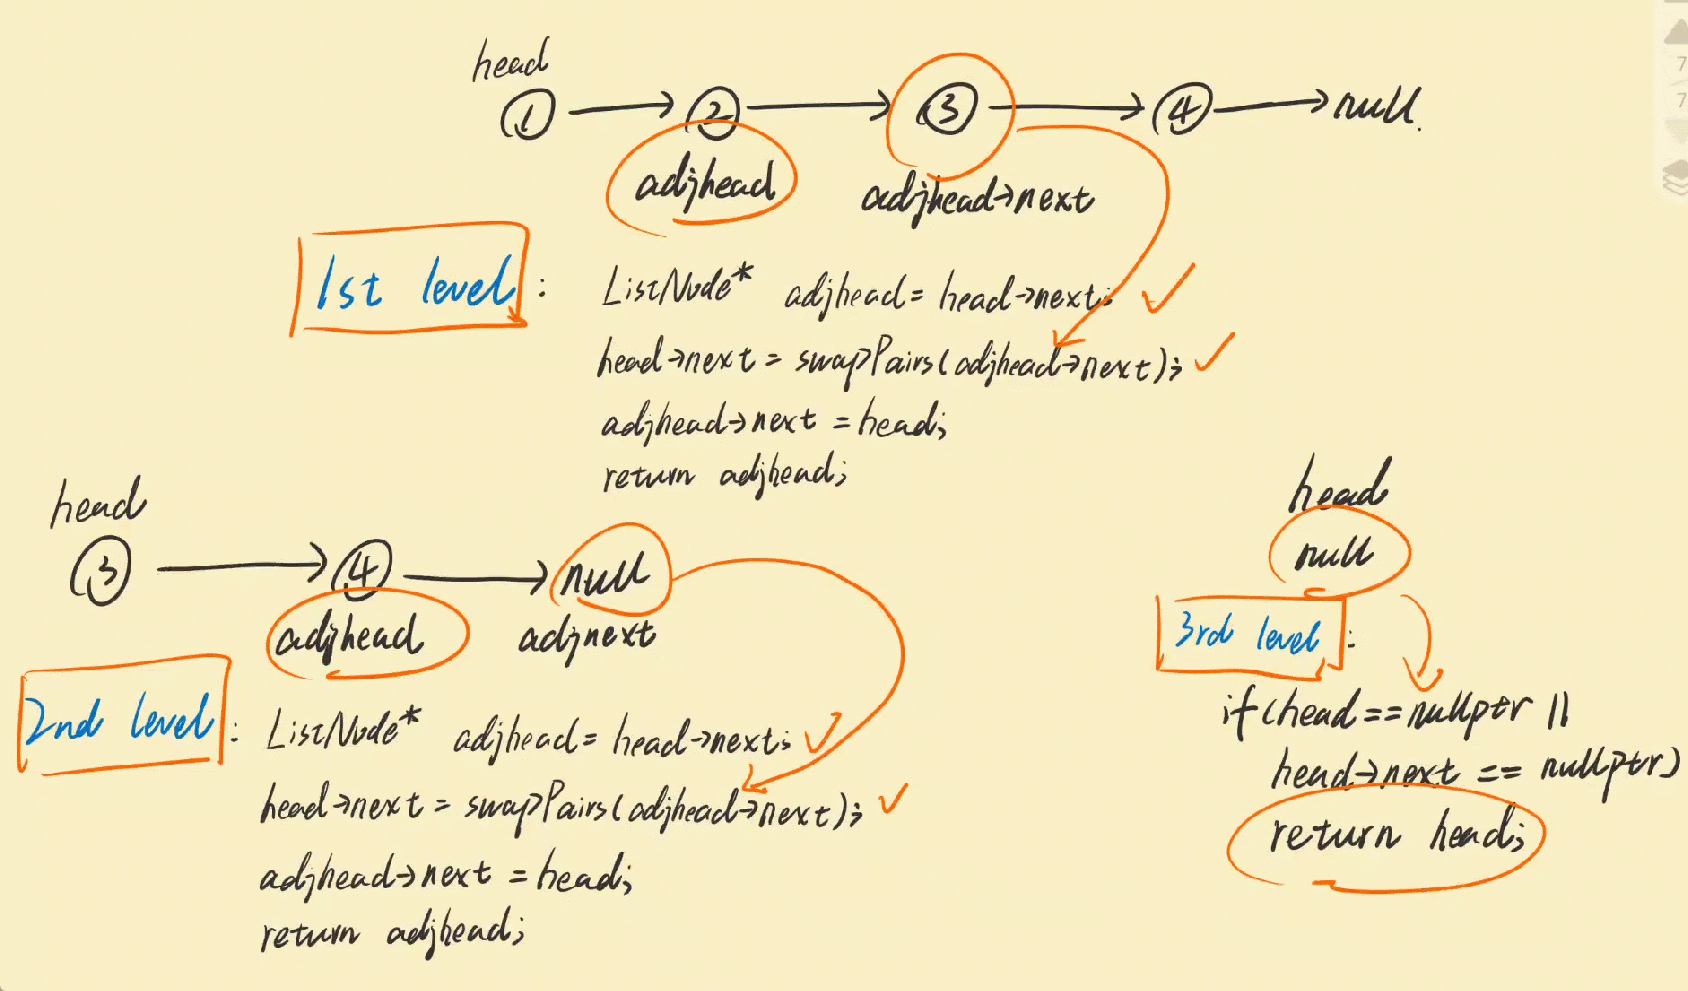 head
1 2 3 4 null
adjhead adjhead→next
1st level : ListNode* adjhead = head→next;
head→next = swapPairs(adjhead→next);
adjhead→next = head;
return adjhead;
head
3 4 null
adjhead adjnext
2nd level : ListNode* adjhead = head→next;
head→next = swapPairs(adjhead→next);
adjhead→next = head;
return adjhead;
head
null
3rd level :
if(head == nullptr ||
head→next == nullptr)
return head;
7
7